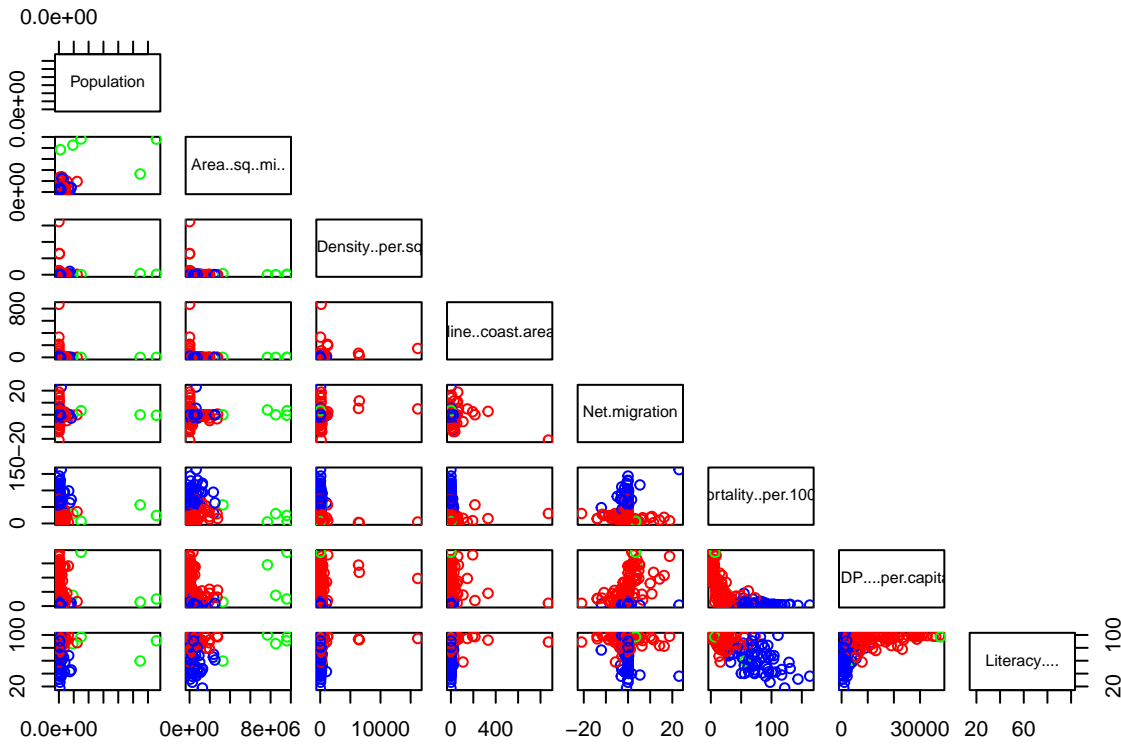 0.0e+00
Population
0.0e+00
0.0e+00
Area..sq..mi..
0e+00
Density..per.sq
0
line..coast.area
0 800
Net.migration
−20 20
ortality..per.100
0 150
DP....per.capita
0
Literacy....
20 100
20 100
0.0e+00 0e+00 8e+06 0 10000 0 400 −20 0 20 0 100 0 30000 20 60